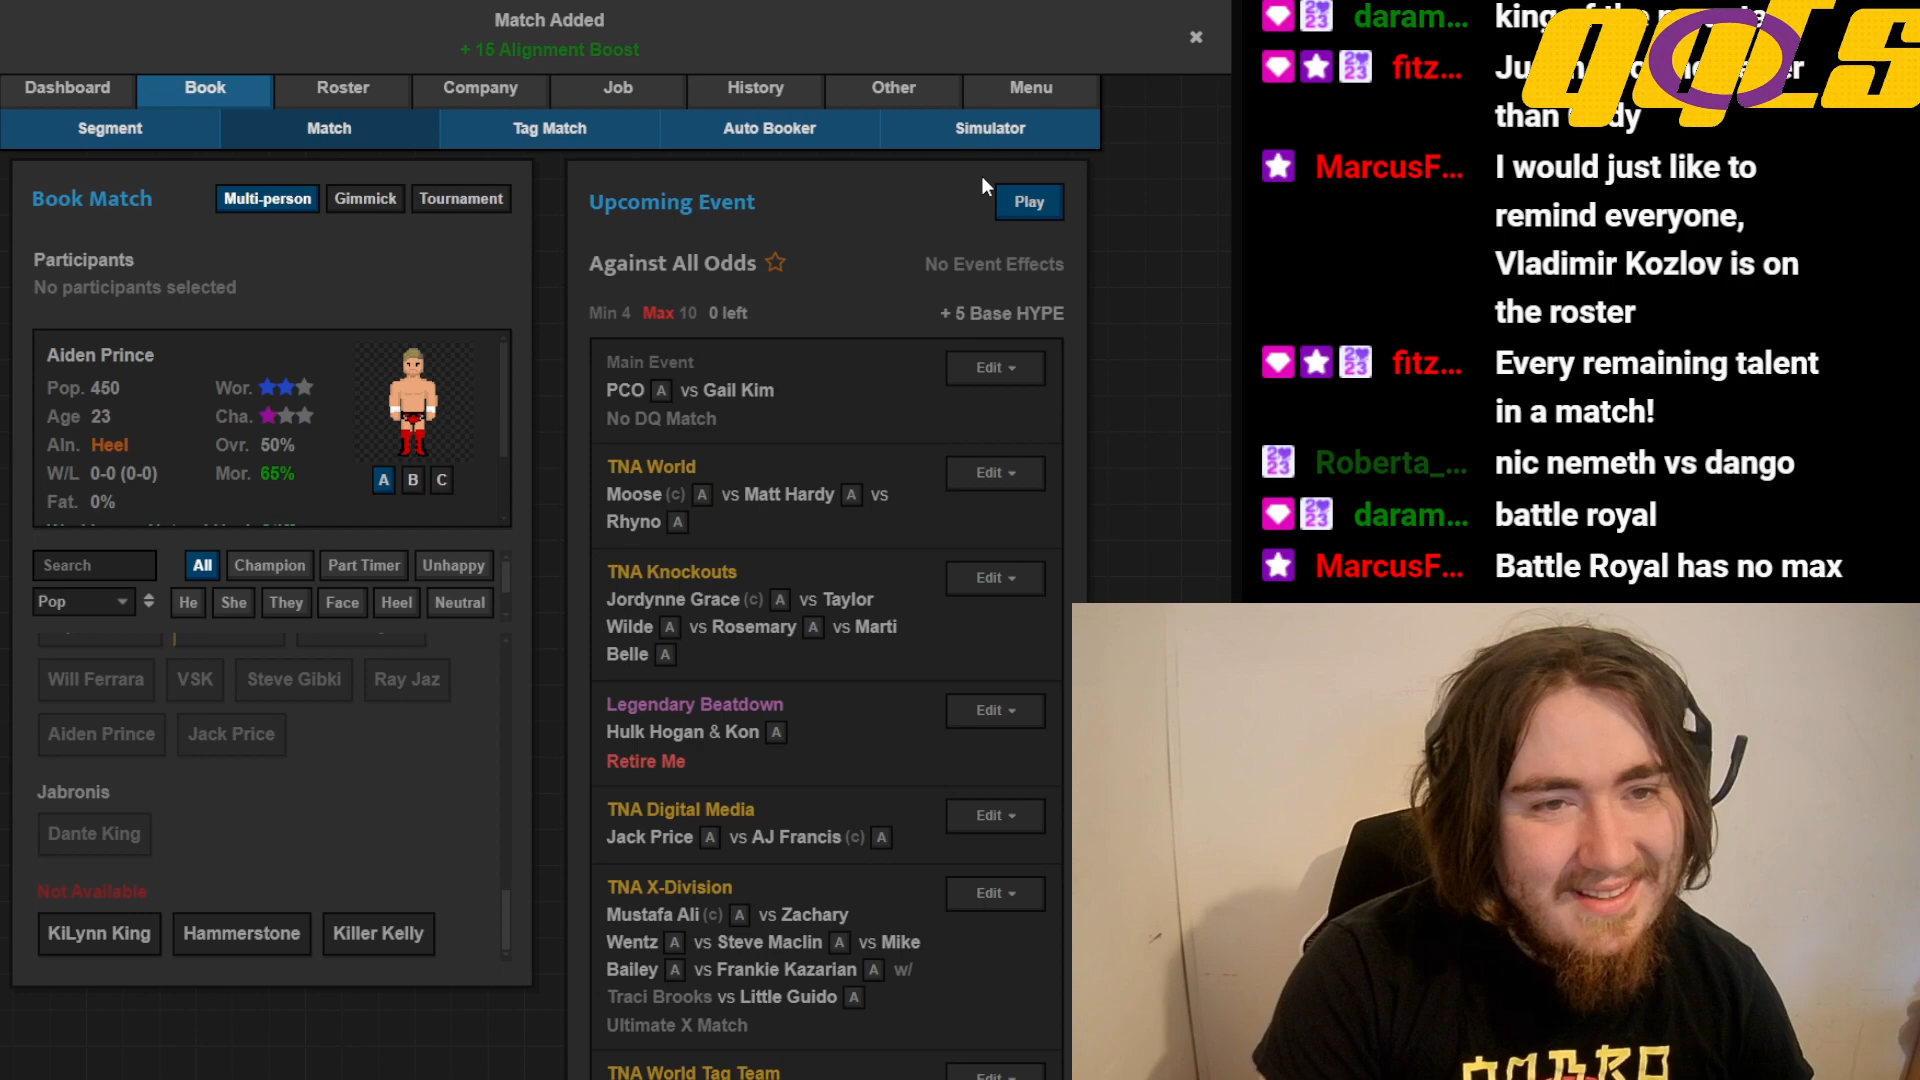 Match Added
+ 15 Alignment Boost
Dashboard Book Roster Company Job History Other Menu
Segment Match Tag Match Auto Booker Simulator
Book Match Multi-person Gimmick Tournament
Participants
No participants selected
Aiden Prince
Pop. 450 Wor.
Age 23 Cha.
Aln. Heel Ovr. 50%
W/L 0-0 (0-0) Mor. 65%
Fat. 0%
A B C
Search All Champion Part Timer Unhappy
Pop He She They Face Heel Neutral
Will Ferrara VSK Steve Gibki Ray Jaz
Aiden Prince Jack Price
Jabronis
Dante King
Not Available
KiLynn King Hammerstone Killer Kelly
Upcoming Event Play
Against All Odds No Event Effects
Min 4 Max 10 0 left + 5 Base HYPE
Main Event Edit
PCO A vs Gail Kim
No DQ Match
TNA World Edit
Moose (c) A vs Matt Hardy A vs
Rhyno A
TNA Knockouts Edit
Jordynne Grace (c) A vs Taylor
Wilde A vs Rosemary A vs Marti
Belle A
Legendary Beatdown Edit
Hulk Hogan & Kon A
Retire Me
TNA Digital Media Edit
Jack Price A vs AJ Francis (c) A
TNA X-Division Edit
Mustafa Ali (c) A vs Zachary
Wentz A vs Steve Maclin A vs Mike
Bailey A vs Frankie Kazarian A w/
Traci Brooks vs Little Guido A
Ultimate X Match
TNA World Tag Team Edit
daram... king of the
fitz...
than
MarcusF... I would just like to
remind everyone,
Vladimir Kozlov is on
the roster
fitz... Every remaining talent
in a match!
Roberta_... nic nemeth vs dango
daram... battle royal
MarcusF... Battle Royal has no max